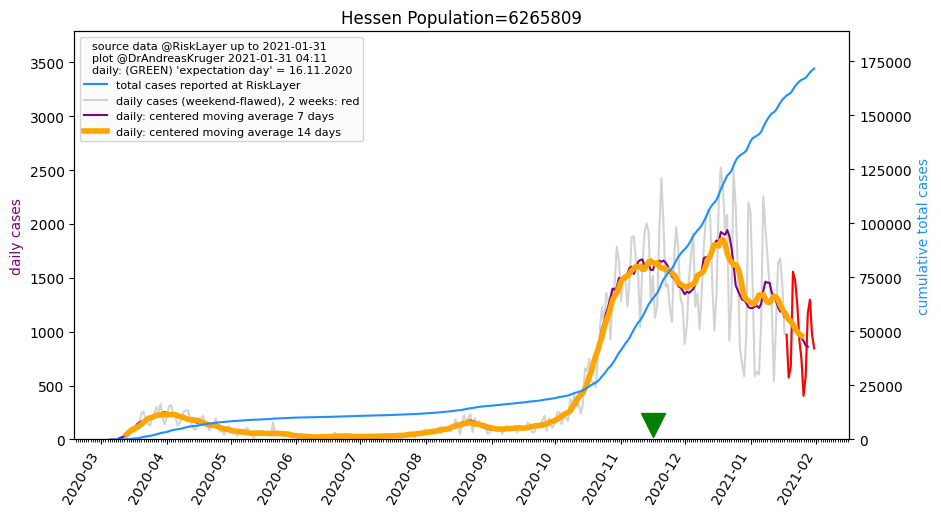 Hessen Population=6265809
source data @RiskLayer up to 2021-01-31
plot @DrAndreasKruger 2021-01-31 04:11
daily: (GREEN) 'expectation day' = 16.11.2020
total cases reported at RiskLayer
daily cases (weekend-flawed), 2 weeks: red
daily: centered moving average 7 days
daily: centered moving average 14 days
daily cases
3500
3000
2500
2000
1500
1000
500
0
175000
150000
125000
100000
75000
50000
25000
0
cumulative total cases
2020-03
2020-04
2020-05
2020-06
2020-07
2020-08
2020-09
2020-10
2020-11
2020-12
2021-01
2021-02